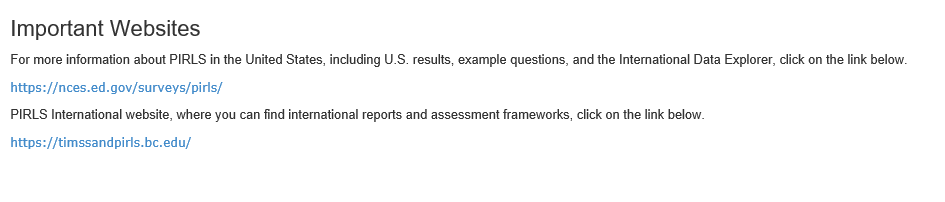 Important Websites
For more information about PIRLS in the United States, including U.S. results, example questions, and the International Data Explorer, click on the link below.
https://nces.ed.gov/surveys/pirls/
PIRLS International website, where you can find international reports and assessment frameworks, click on the link below.
https://timssandpirls.bc.edu/